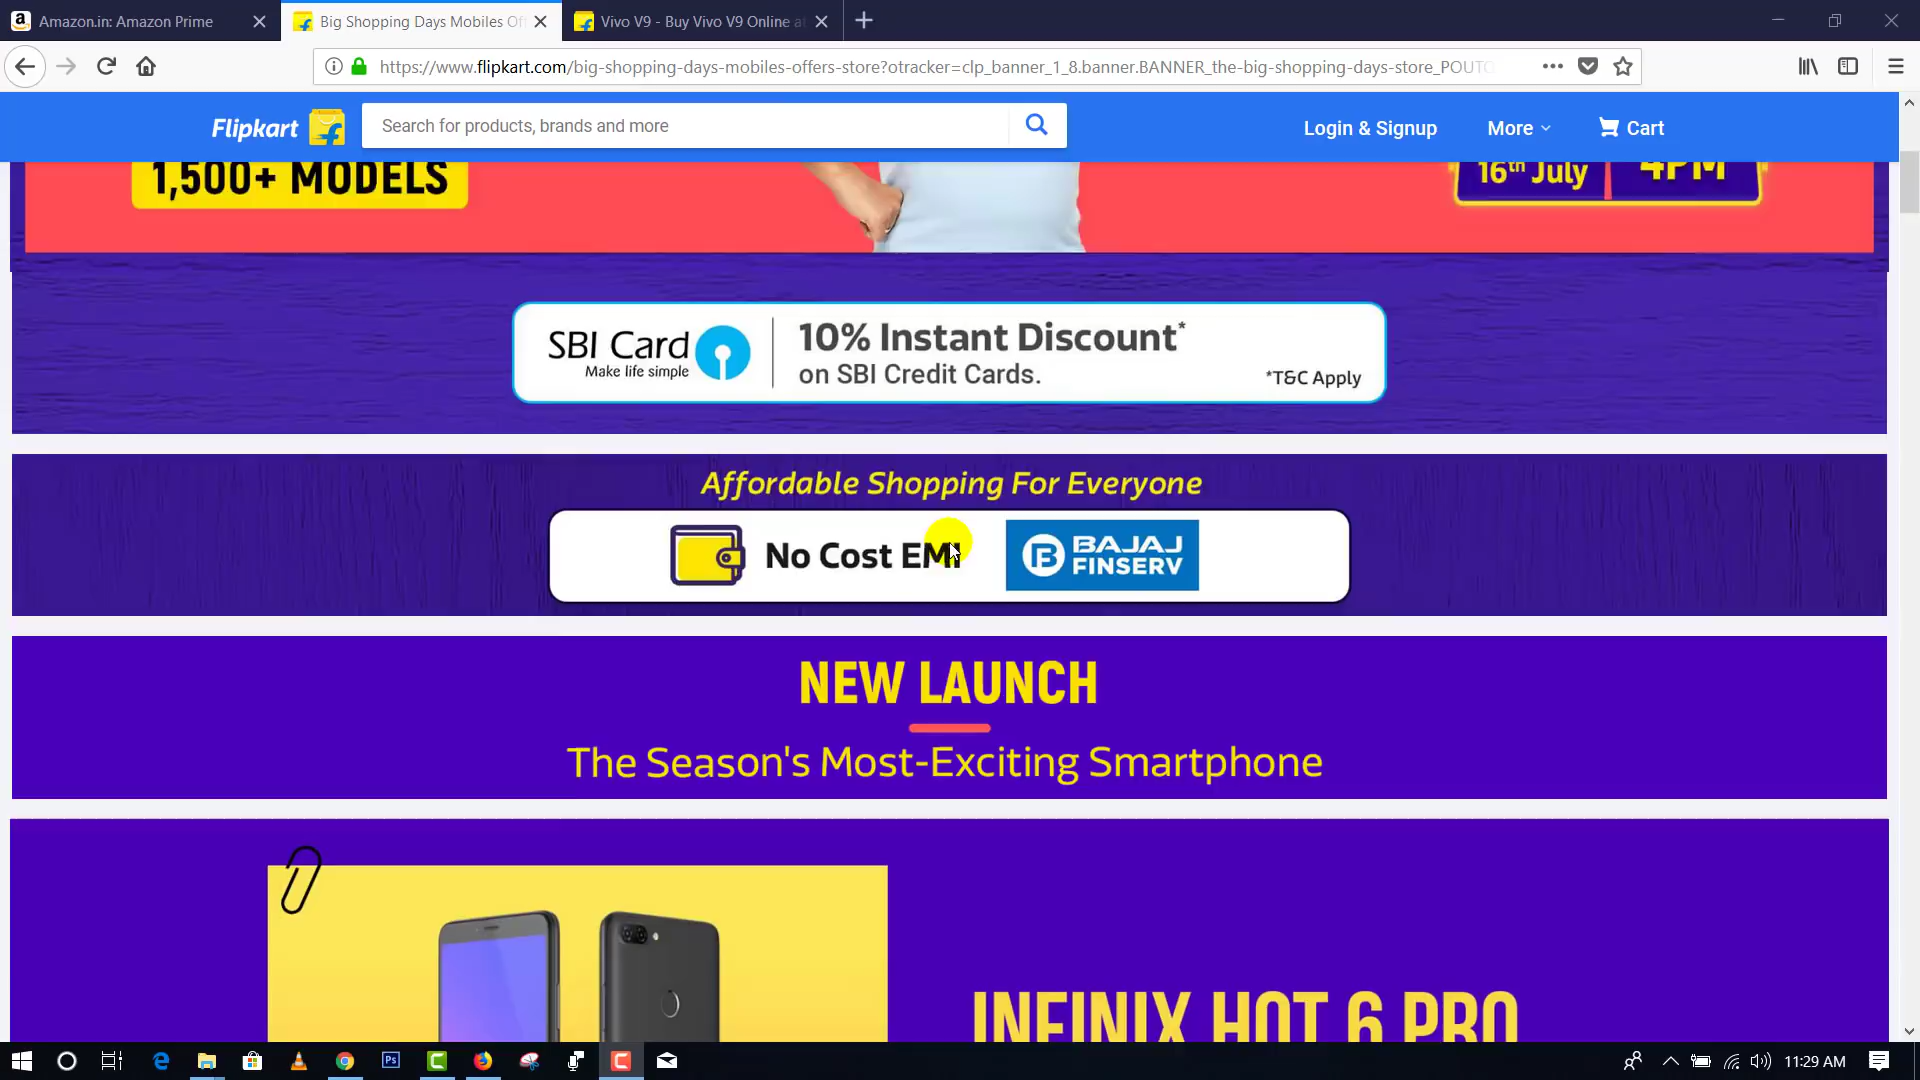 Amazon.in: Amazon Prime
Big Shopping Days Mobiles Of
Vivo V9 - Buy Vivo V9 Online at
https://www.flipkart.com/big-shopping-days-mobiles-offers-store?otracker=clp_banner_1_8.banner.BANNER_the-big-shopping-days-store_POUTO
Flipkart
Search for products, brands and more
Login & Signup
More
Cart
1,500+ MODELS
16th July
4PM
SBI Card
Make life simple
10% Instant Discount*
on SBI Credit Cards.
*T&C Apply
Affordable Shopping For Everyone
No Cost EMI
BAJAJ
FINSERV
NEW LAUNCH
The Season's Most-Exciting Smartphone
INFINIX HOT 6 PRO
11:29 AM